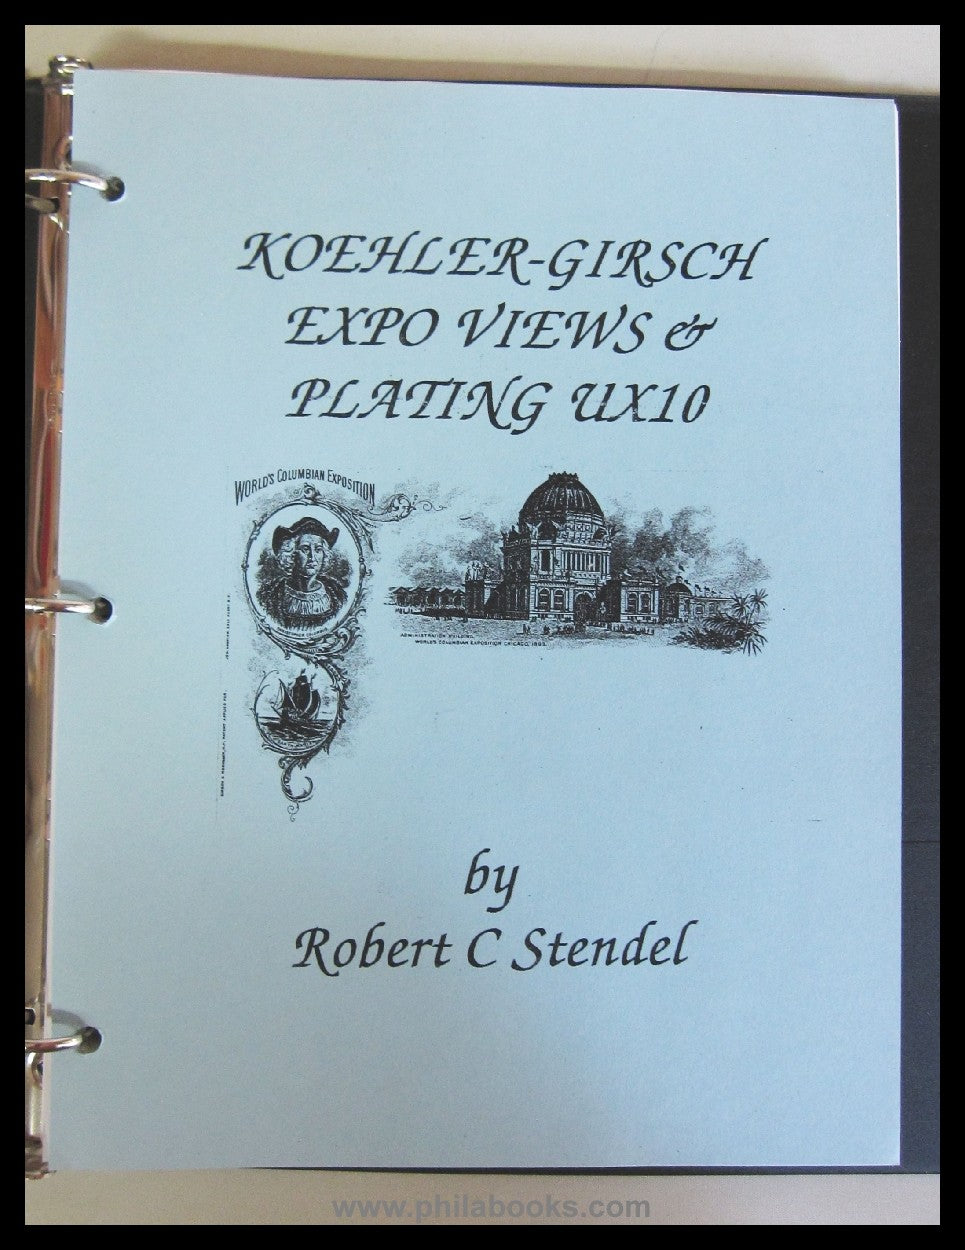 KOEHLER-GIRSCH
EXPO VIEWS &
PLATING UX10
WORLD'S COLUMBIAN EXPOSITION
ADMINISTRATION BUILDING,
WORLD'S COLUMBIAN EXPOSITION CHICAGO, 1893.
by
Robert C Stendel
www.philabooks.com